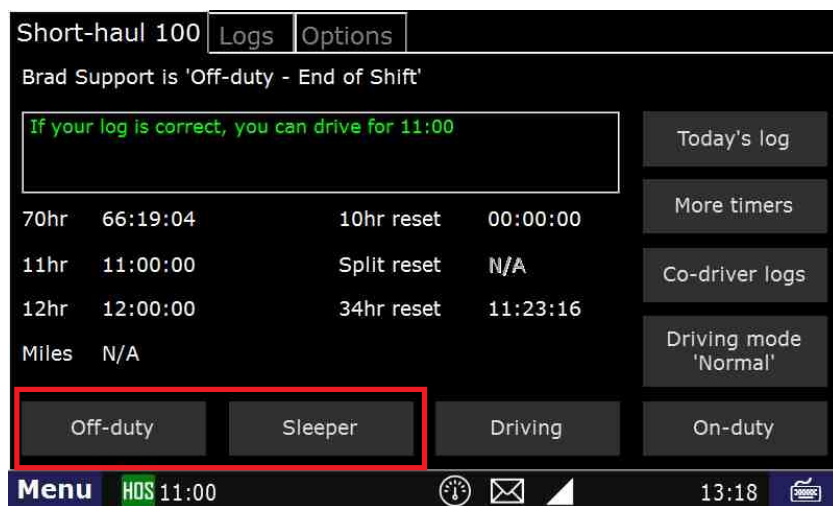 Short-haul 100 Logs Options
Brad Support is 'Off-duty - End of Shift'
If your log is correct, you can drive for 11:00
Today's log
More timers
70hr 66:19:04 10hr reset 00:00:00
11hr 11:00:00 Split reset N/A
Co-driver logs
12hr 12:00:00 34hr reset 11:23:16
Miles N/A
Driving mode
'Normal'
Off-duty Sleeper Driving On-duty
Menu HOS 11:00 13:18